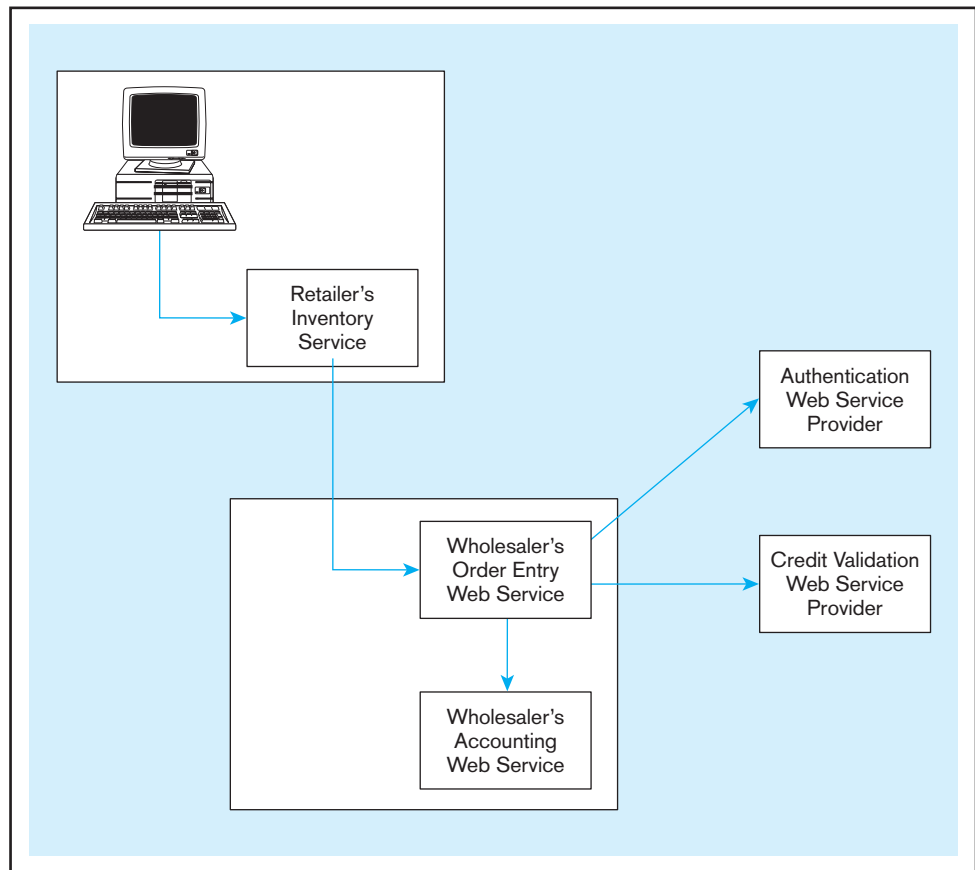 Retailer's
Inventory
Service
Authentication
Web Service
Provider
Wholesaler's
Order Entry
Web Service
Credit Validation
Web Service
Provider
Wholesaler's
Accounting
Web Service